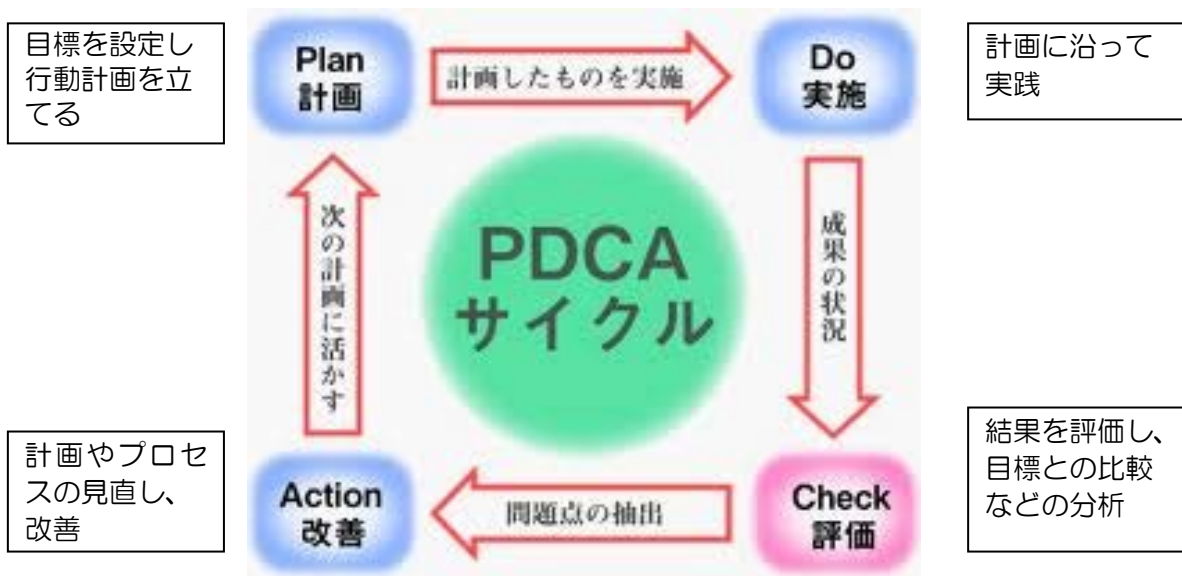 目標を設定し
行動計画を立
てる
Plan
計画
計画したものを実施
Do
実施
計画に沿って
実践
次の計画に活かす
PDCA
サイクル
成果の状況
計画やプロセ
スの見直し、
改善
Action
改善
問題点の抽出
Check
評価
結果を評価し、
目標との比較
などの分析